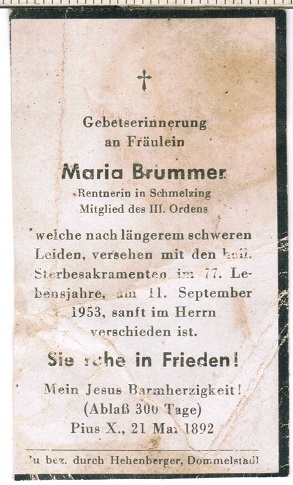 Gebetserinnerung
an Fräulein
Maria Brummer
Rentnerin in Schmelzing
Mitglied des III. Ordens
welche nach längerem schweren
Leiden, versehen mit den heil.
Sterbesakramenten im 77. Le-
bensjahre, am 11. September
1953, sanft im Herrn
verschieden ist.
Sie ruhe in Frieden!
Mein Jesus Barmherzigkeit!
(Ablaß 300 Tage)
Pius X., 21 Mai 1892
Zu bez. durch Hehenberger, Dommelstadl